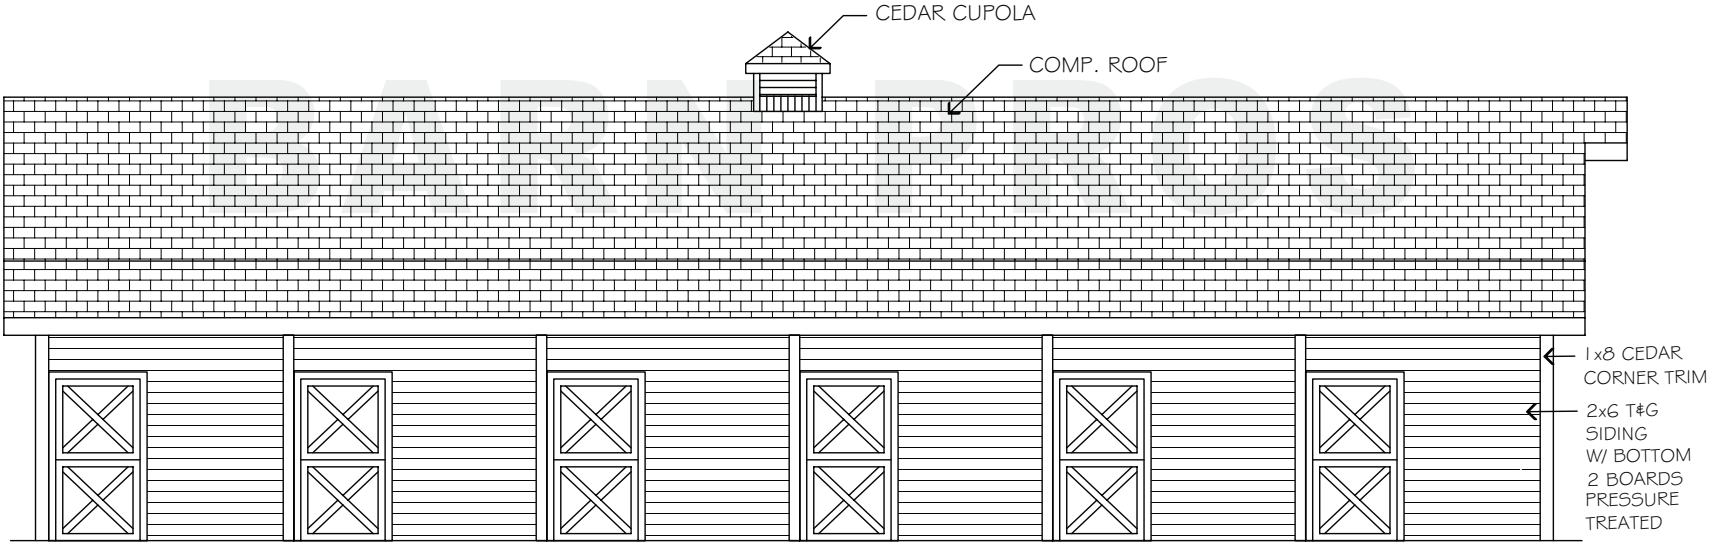 CEDAR CUPOLA
COMP. ROOF
BARN PROS
1x8 CEDAR
CORNER TRIM
2x6 T&G
SIDING
W/ BOTTOM
2 BOARDS
PRESSURE
TREATED